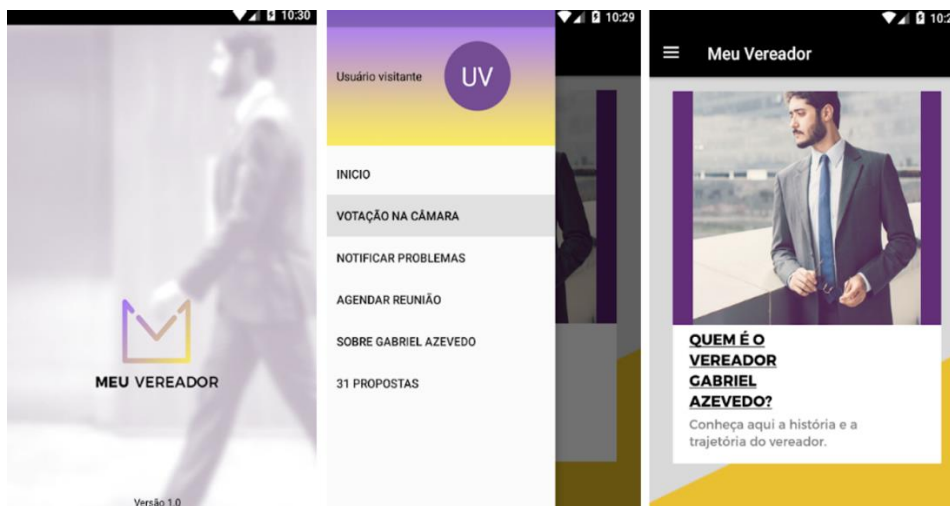 10:30
MEU VEREADOR
Versão 1.0
10:29
Usuário visitante
UV
INICIO
VOTAÇÃO NA CÂMARA
NOTIFICAR PROBLEMAS
AGENDAR REUNIÃO
SOBRE GABRIEL AZEVEDO
31 PROPOSTAS
Meu Vereador
QUEM É O
VEREADOR
GABRIEL
AZEVEDO?
Conheça aqui a história e a
trajetória do vereador.